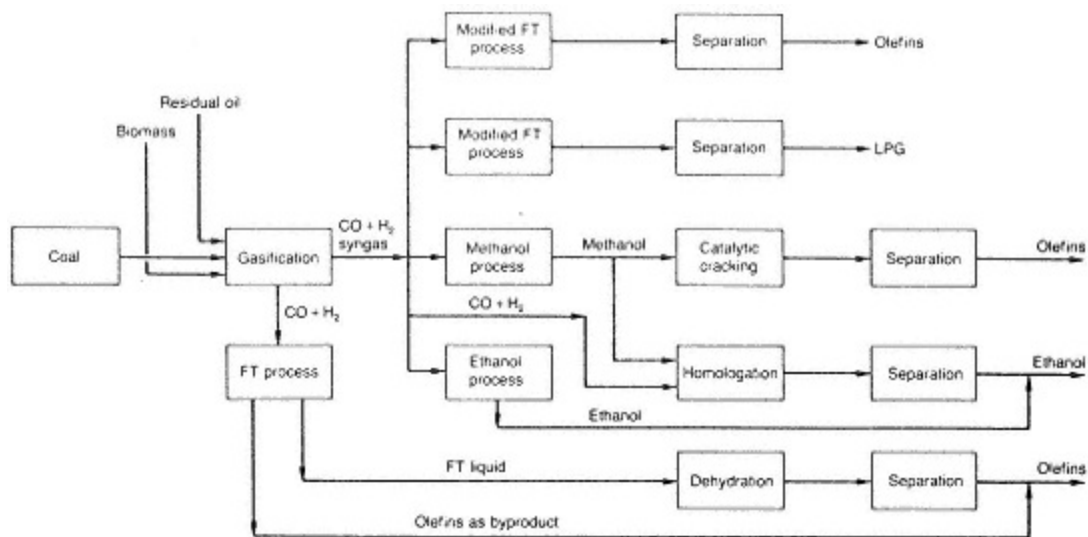 Modified FT
process
Separation
Olefins
Residual oil
Biomass
Modified FT
process
Separation
LPG
Coal
Gasification
CO + H₂
syngas
Methanol
process
Methanol
Catalytic
cracking
Separation
Olefins
CO + H₂
CO + H₂
FT process
Ethanol
process
Homologation
Separation
Ethanol
Ethanol
FT liquid
Dehydration
Separation
Olefins
Olefins as byproduct